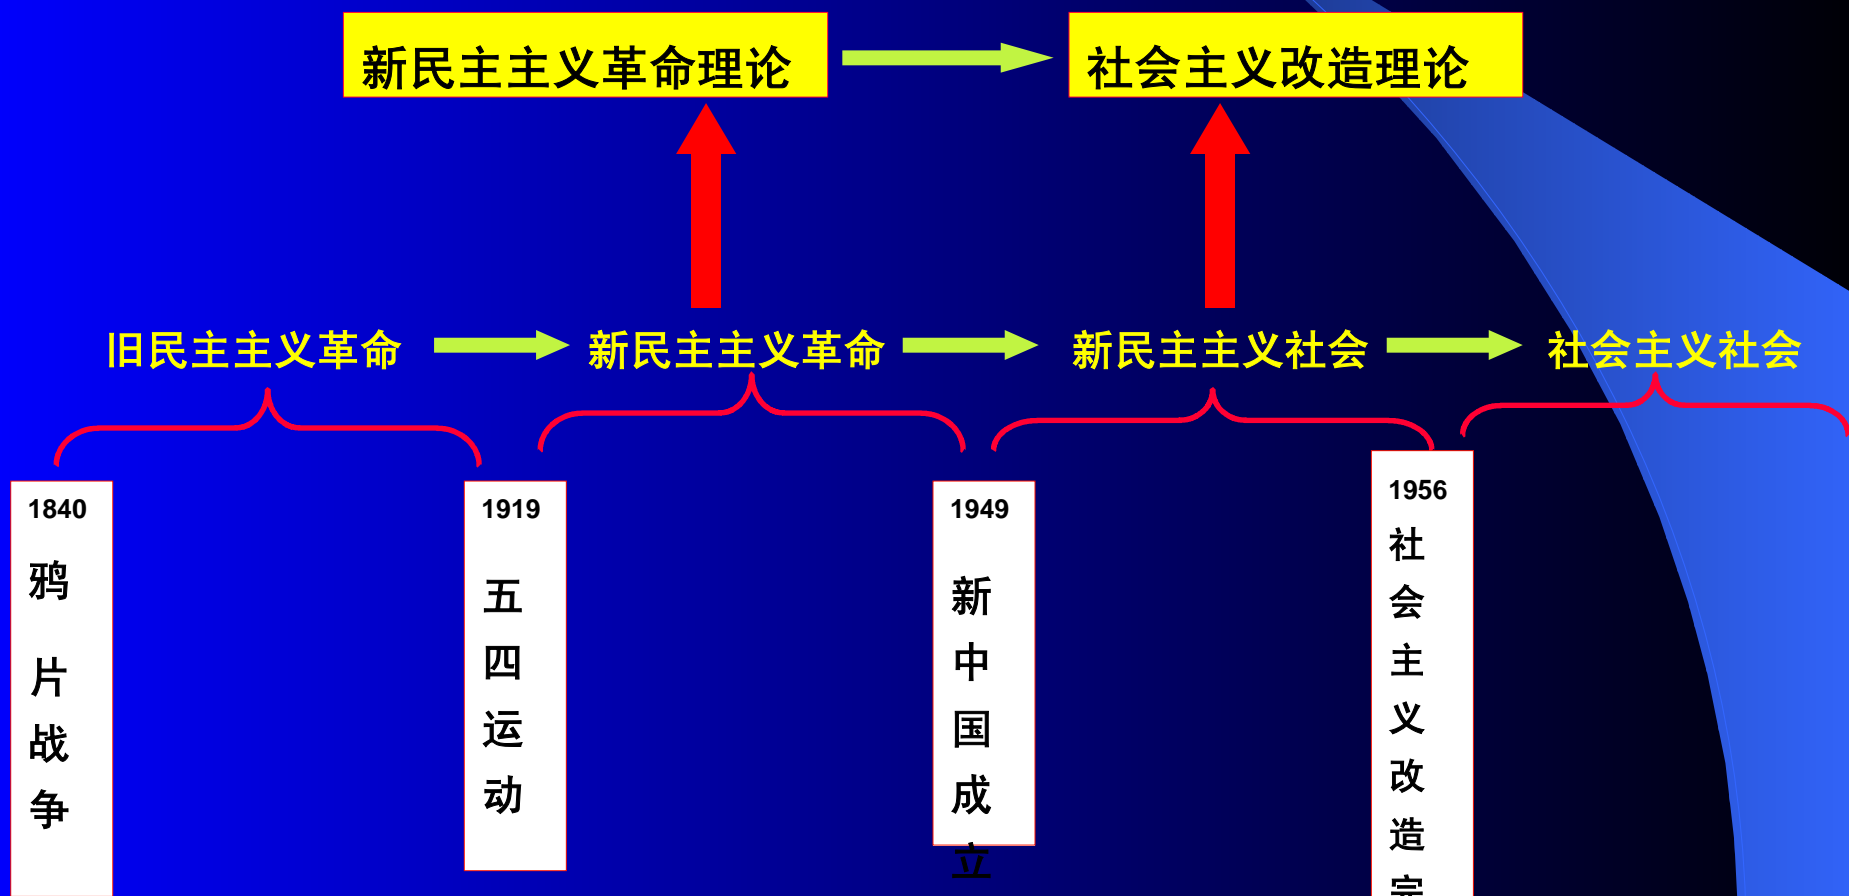 新民主主义革命理论
社会主义改造理论
旧民主主义革命
新民主主义革命
新民主主义社会
社会主义社会
1840
鸦片战争
1919
五四运动
1949
新中国成立
1956
社会主义改造完